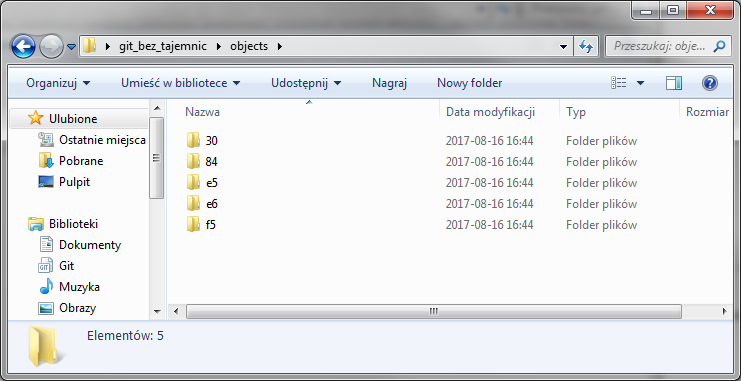 git_bez_tajemnic objects
Przeszukaj: obje...
Organizuj Umieść w bibliotece Udostępnij Nagraj Nowy folder
Ulubione
Ostatnie miejsca
Pobrane
Pulpit
Biblioteki
Dokumenty
Git
Muzyka
Obrazy
Nazwa Data modyfikacji Typ Rozmiar
30 2017-08-16 16:44 Folder plików
84 2017-08-16 16:44 Folder plików
e5 2017-08-16 16:44 Folder plików
e6 2017-08-16 16:44 Folder plików
f5 2017-08-16 16:44 Folder plików
Elementów: 5